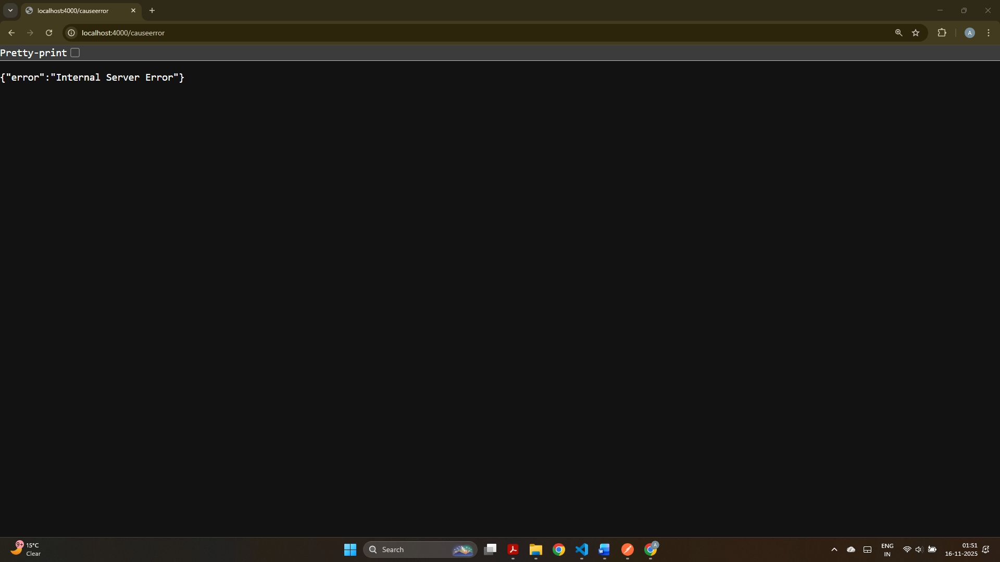 localhost:4000/causeerror
localhost:4000/causeerror
A
Pretty-print
{"error":"Internal Server Error"}
9+
15°C
Clear
Search
A
ENG
IN
01:51
16-11-2025